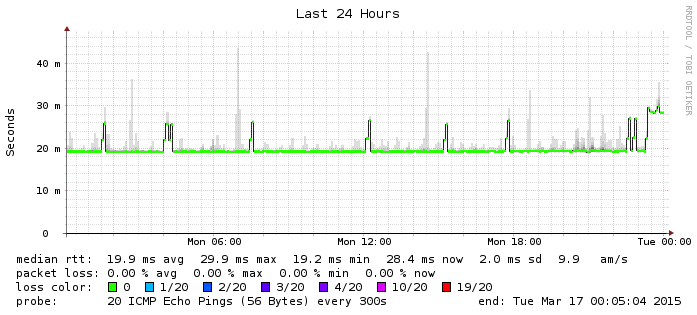 Last 24 Hours
RRDTOOL / TOBI OETIKER
Seconds
40 m
30 m
20 m
10 m
0
Mon 06:00 Mon 12:00 Mon 18:00 Tue 00:00
median rtt: 19.9 ms avg 29.9 ms max 19.2 ms min 28.4 ms now 2.0 ms sd 9.9 am/s
packet loss: 0.00 % avg 0.00 % max 0.00 % min 0.00 % now
loss color: 0 1/20 2/20 3/20 4/20 10/20 19/20
probe: 20 ICMP Echo Pings (56 Bytes) every 300s end: Tue Mar 17 00:05:04 2015